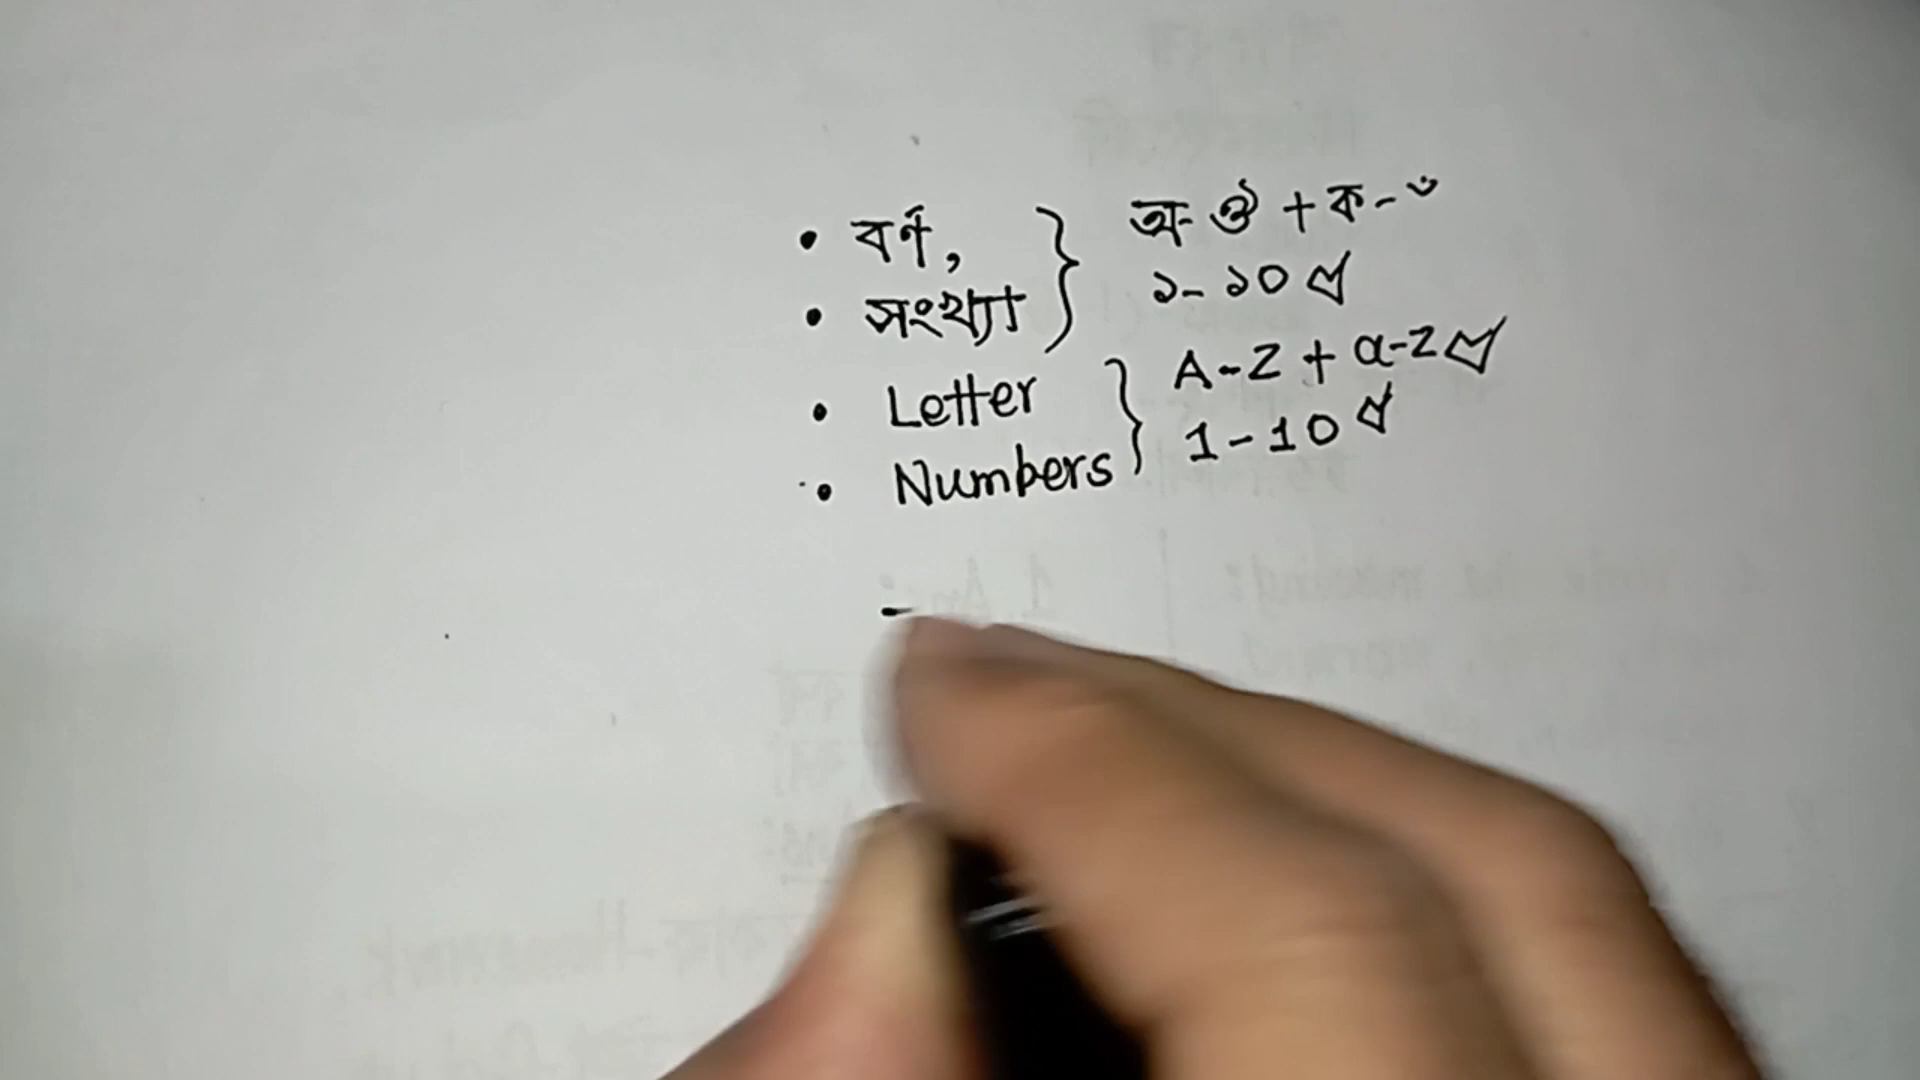 • বর্ণ, } অ-ঔ + ক-ঁ
• সংখ্যা } ১-১০
• Letter } A-Z + a-z
• Numbers } 1-10
-